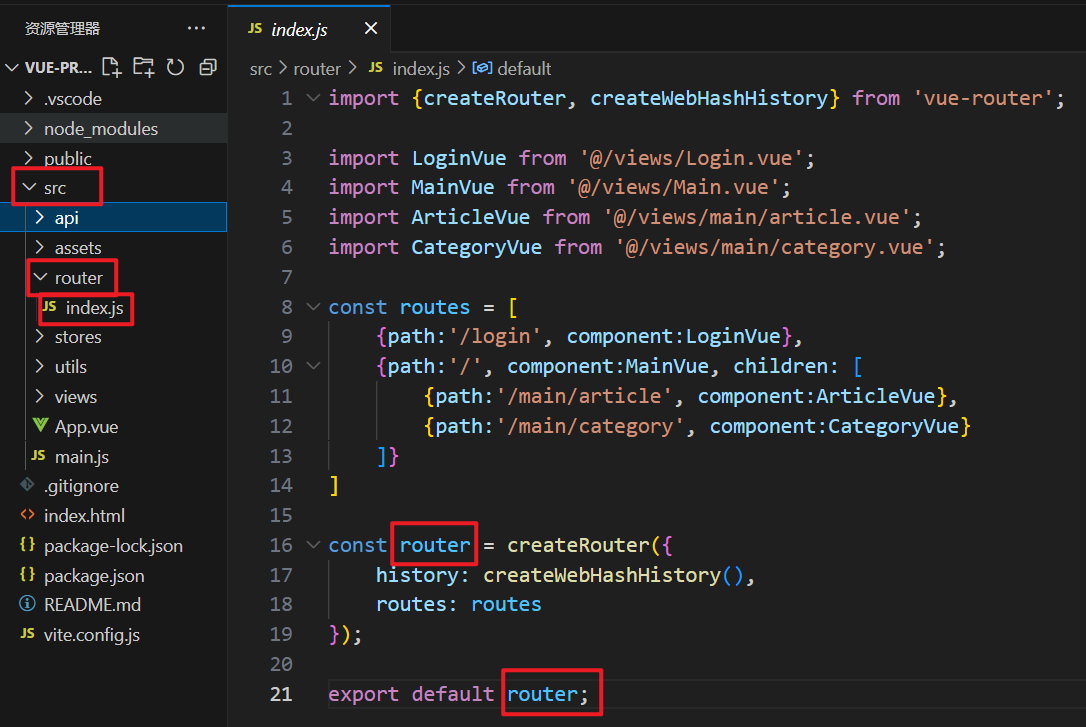 资源管理器 ...
VUE-PR...
.vscode
node_modules
public
src
api
assets
router
JS index.js
stores
utils
views
App.vue
JS main.js
.gitignore
<> index.html
{} package-lock.json
{} package.json
README.md
JS vite.config.js
JS index.js
src > router > JS index.js > default
1 import {createRouter, createWebHashHistory} from 'vue-router';
2
3 import LoginVue from '@/views/Login.vue';
4 import MainVue from '@/views/Main.vue';
5 import ArticleVue from '@/views/main/article.vue';
6 import CategoryVue from '@/views/main/category.vue';
7
8 const routes = [
9 {path:'/login', component:LoginVue},
10 {path:'/', component:MainVue, children: [
11 {path:'/main/article', component:ArticleVue},
12 {path:'/main/category', component:CategoryVue}
13 ]}
14 ]
15
16 const router = createRouter({
17 history: createWebHashHistory(),
18 routes: routes
19 });
20
21 export default router;